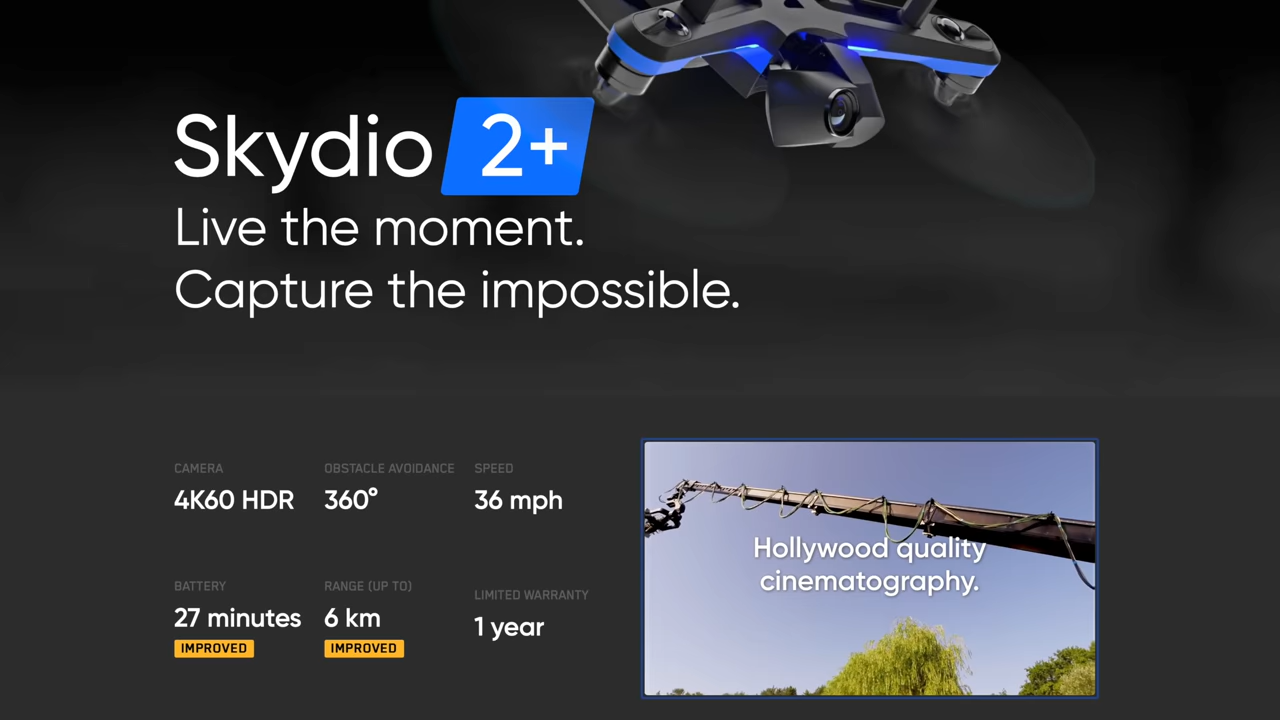 Skydio 2+
Live the moment.
Capture the impossible.
CAMERA
4K60 HDR
OBSTACLE AVOIDANCE
360°
SPEED
36 mph
BATTERY
27 minutes
IMPROVED
RANGE (UP TO)
6 km
IMPROVED
LIMITED WARRANTY
1 year
Hollywood quality
cinematography.